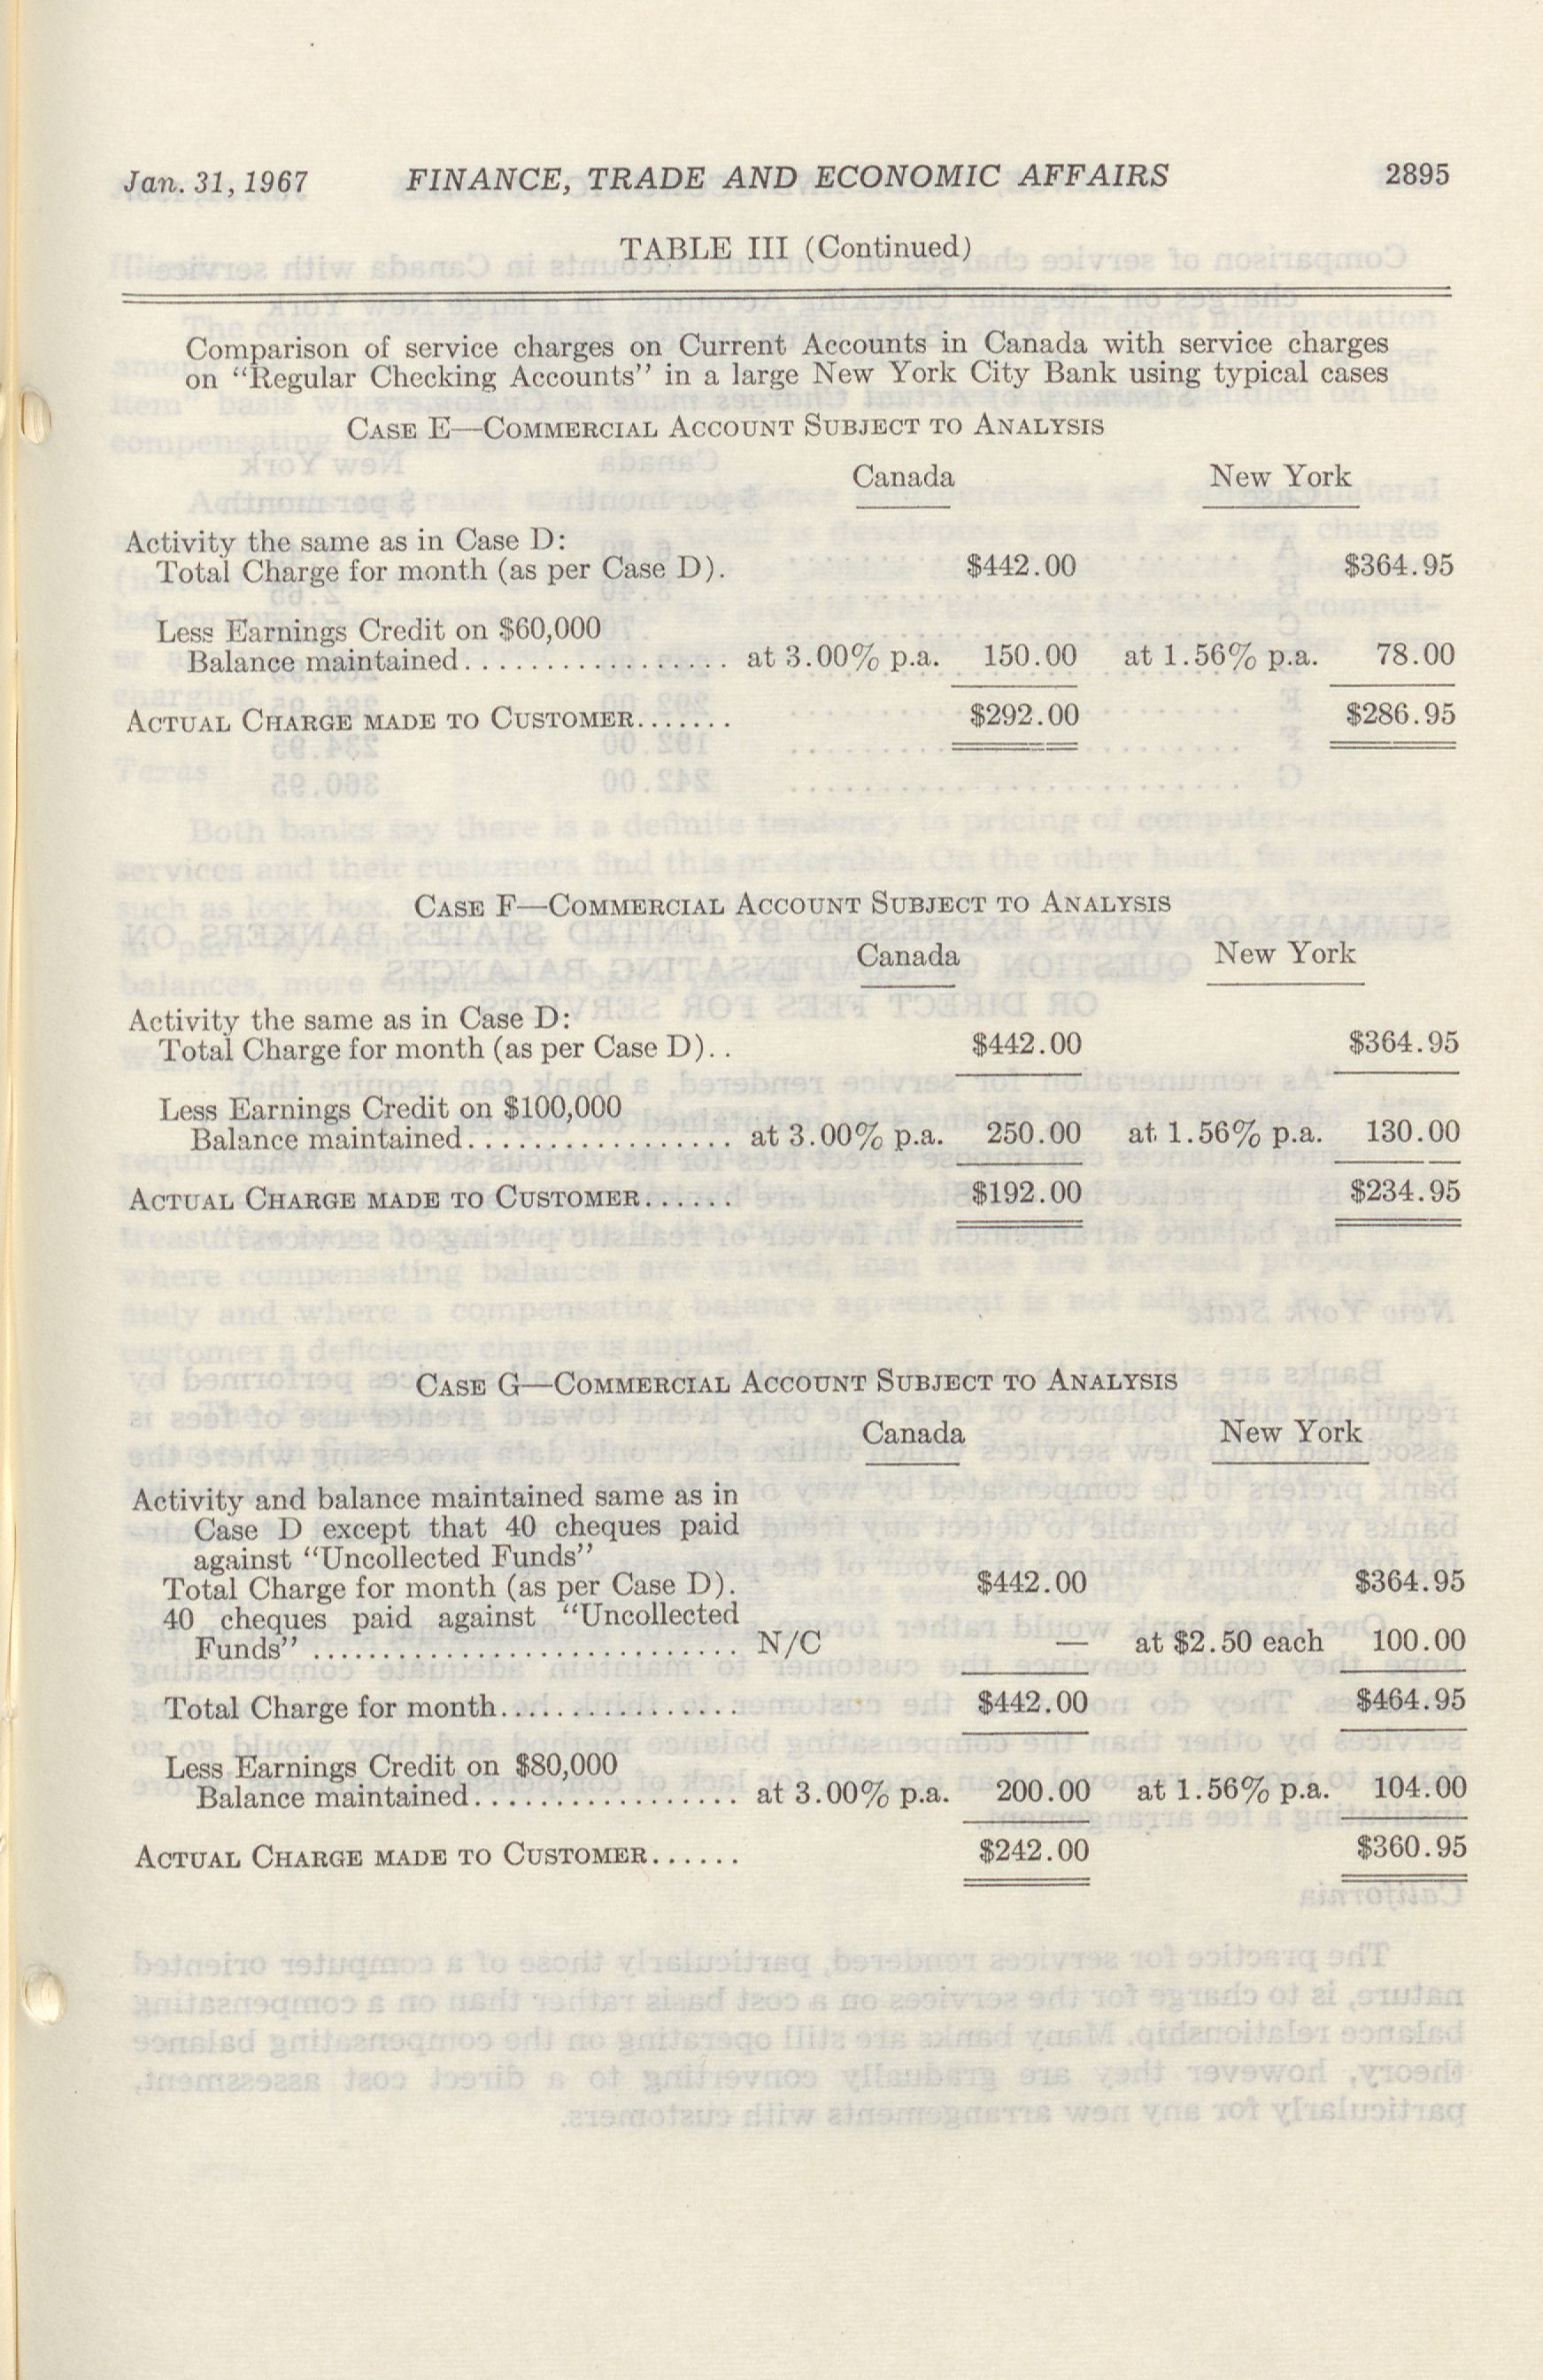 Jan. 31, 1967 FINANCE, TRADE AND ECONOMIC AFFAIRS 2895
TABLE III (Continued)
Comparison of service charges on Current Accounts in Canada with service charges
on “Regular Checking Accounts” in a large New York City Bank using typical cases
CASE E—COMMERCIAL ACCOUNT SUBJECT TO ANALYSIS
Canada New York
Activity the same as in Case D:
Total Charge for month (as per Case D). $442.00 $364.95
Less Earnings Credit on $60,000
Balance maintained................. at 3.00% p.a. 150.00 at 1.56% p.a. 78.00
ACTUAL CHARGE MADE TO CUSTOMER....... $292.00 $286.95
CASE F—COMMERCIAL ACCOUNT SUBJECT TO ANALYSIS
Canada New York
Activity the same as in Case D:
Total Charge for month (as per Case D).. $442.00 $364.95
Less Earnings Credit on $100,000
Balance maintained................. at 3.00% p.a. 250.00 at 1.56% p.a. 130.00
ACTUAL CHARGE MADE TO CUSTOMER...... $192.00 $234.95
CASE G—COMMERCIAL ACCOUNT SUBJECT TO ANALYSIS
Canada New York
Activity and balance maintained same as in
Case D except that 40 cheques paid
against “Uncollected Funds”
Total Charge for month (as per Case D). $442.00 $364.95
40 cheques paid against “Uncollected
Funds” ........................... N/C — at $2.50 each 100.00
Total Charge for month............... $442.00 $464.95
Less Earnings Credit on $80,000
Balance maintained................. at 3.00% p.a. 200.00 at 1.56% p.a. 104.00
ACTUAL CHARGE MADE TO CUSTOMER...... $242.00 $360.95